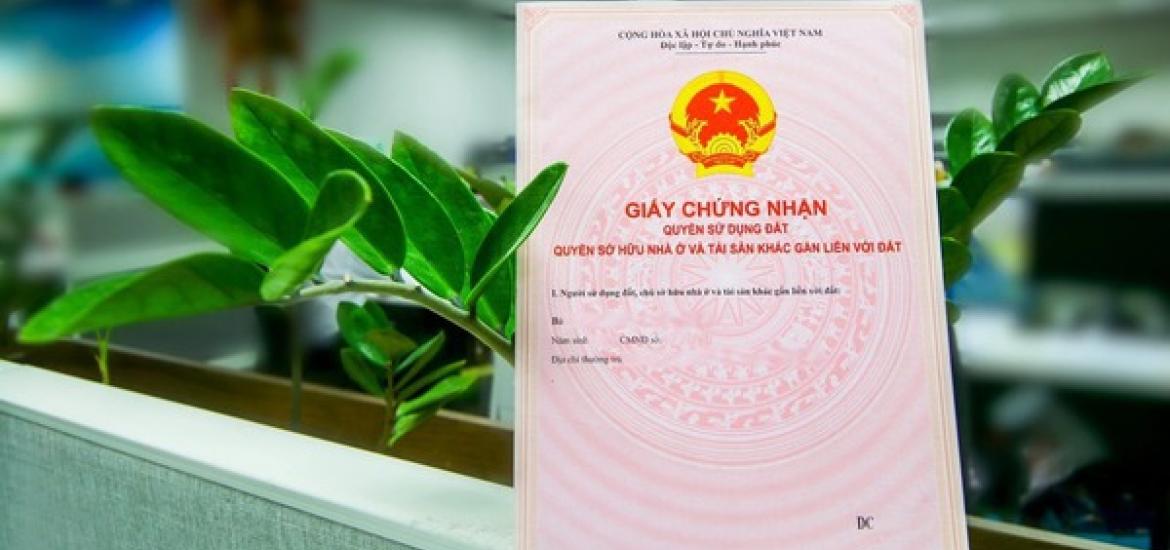 CỘNG HÒA XÃ HỘI CHỦ NGHĨA VIỆT NAM
Độc lập - Tự do - Hạnh phúc
GIẤY CHỨNG NHẬN
QUYỀN SỬ DỤNG ĐẤT
QUYỀN SỞ HỮU NHÀ Ở VÀ TÀI SẢN KHÁC GẮN LIỀN VỚI ĐẤT
I. Người sử dụng đất, chủ sở hữu nhà ở và tài sản khác gắn liền với đất:
Bà
Năm sinh CMND số:
Địa chỉ thường trú
DC